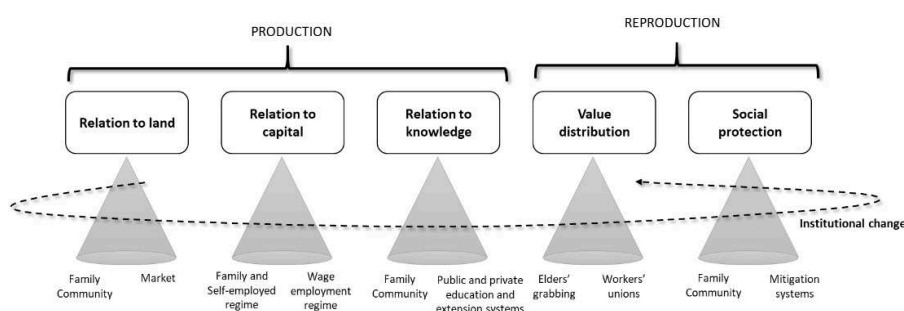 PRODUCTION
REPRODUCTION
Relation to land
Relation to
capital
Relation to
knowledge
Value
distribution
Social
protection
Institutional change
Family
Community
Market
Family and
Self-employed
regime
Wage
employment
regime
Family
Community
Public and private
education and
extension systems
Elders'
grabbing
Workers'
unions
Family
Community
Mitigation
systems